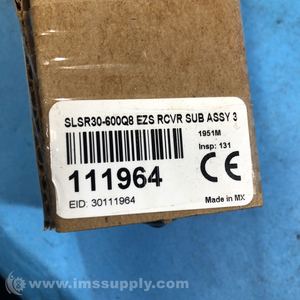 SLSR30-600Q8 EZS RCVR SUB ASSY 3
1951M
Insp: 131
111964
CE
EID: 30111964
Made in MX
© www.imssupply.com